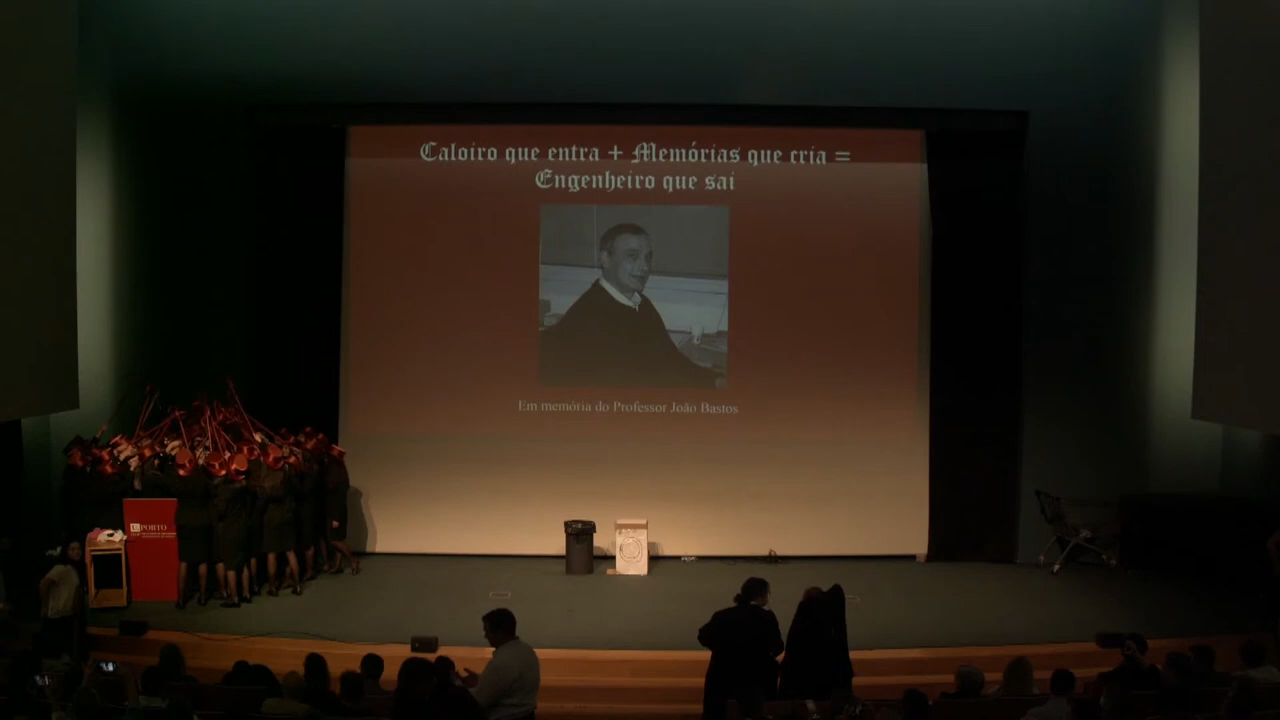 Caloiro que entra + Memórias que cria =
Engenheiro que sai
Em memória do Professor João Bastos
U.PORTO